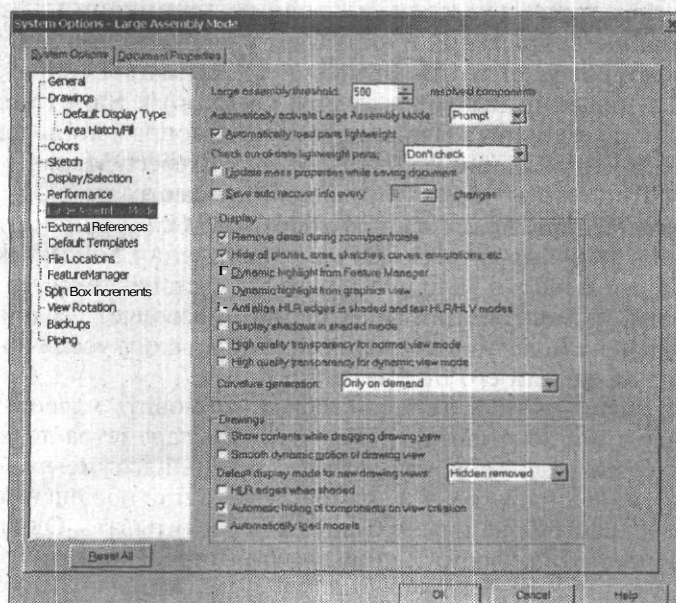 System Options - Large Assembly Mode
System Options
Document Properties
General
Drawings
Default Display Type
Area Hatch/Fill
Colors
Sketch
Display/Selection
Performance
Large Assembly Mode
External References
Default Templates
File Locations
FeatureManager
Spin Box Increments
View Rotation
Backups
Piping
Large assembly threshold: 500 resolved components
Automatically activate Large Assembly Mode: Prompt
Automatically load parts lightweight
Check out-of-date lightweight parts: Don't check
Update mass properties while saving document
Save auto recover info every changes
Display
Remove detail during zoom/pan/rotate
Hide all planes, axes, sketches, curves, annotations, etc.
Dynamic highlight from Feature Manager
Dynamic highlight from graphics view
Anti alias HLR edges in shaded and fast HLR/HLV modes
Display shadows in shaded mode
High quality transparency for normal view mode
High quality transparency for dynamic view mode
Curvature generation: Only on demand
Drawings
Show contents while dragging drawing view
Smooth dynamic motion of drawing view
Default display mode for new drawing views: Hidden removed
HLR edges when shaded
Automatic hiding of components on view creation
Automatically load models
Reset All
OK
Cancel
Help